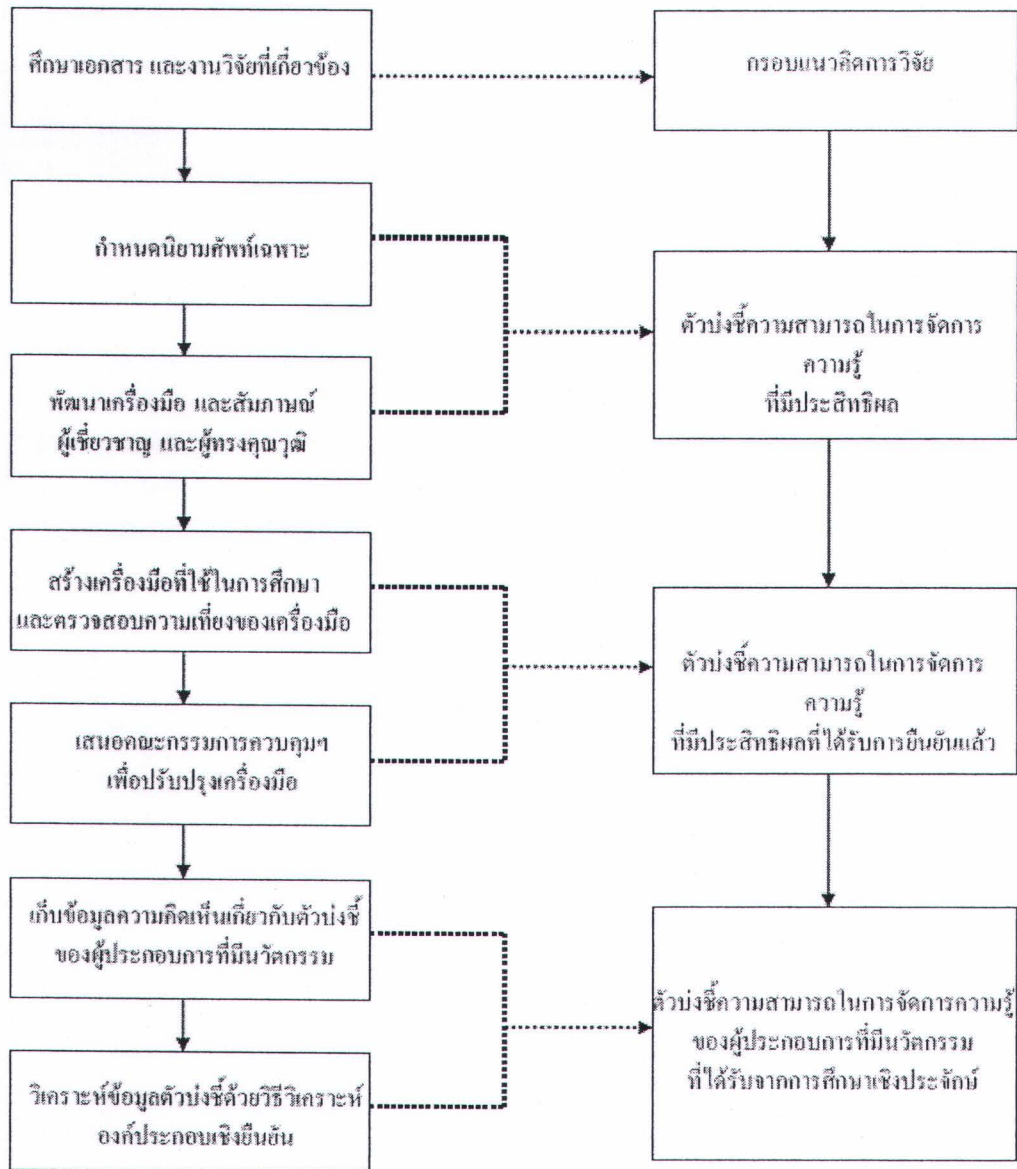 ศึกษาเอกสาร และงานวิจัยที่เกี่ยวข้อง
กรอบแนวคิดการวิจัย
กำหนดนิยามศัพท์เฉพาะ
ตัวบ่งชี้ความสามารถในการจัดการ
ความรู้
ที่มีประสิทธิผล
พัฒนาเครื่องมือ และสัมภาษณ์
ผู้เชี่ยวชาญ และผู้ทรงคุณวุฒิ
สร้างเครื่องมือที่ใช้ในการศึกษา
และตรวจสอบความเที่ยงของเครื่องมือ
ตัวบ่งชี้ความสามารถในการจัดการ
ความรู้
ที่มีประสิทธิผลที่ได้รับการยืนยันแล้ว
เสนอคณะกรรมการควบคุมฯ
เพื่อปรับปรุงเครื่องมือ
เก็บข้อมูลความคิดเห็นเกี่ยวกับตัวบ่งชี้
ของผู้ประกอบการที่มีนวัตกรรม
ตัวบ่งชี้ความสามารถในการจัดการความรู้
ของผู้ประกอบการที่มีนวัตกรรม
ที่ได้รับจากการศึกษาเชิงประจักษ์
วิเคราะห์ข้อมูลตัวบ่งชี้ด้วยวิธีวิเคราะห์
องค์ประกอบเชิงยืนยัน